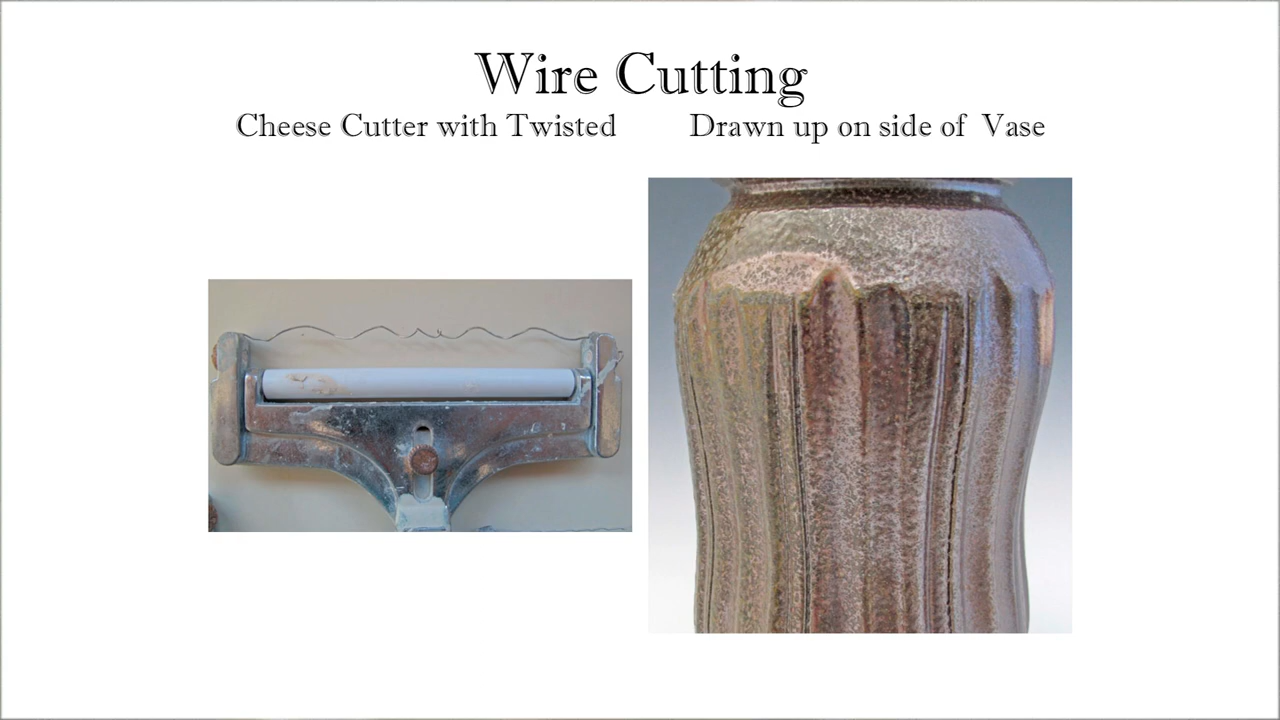 Wire Cutting
Cheese Cutter with Twisted
Drawn up on side of Vase